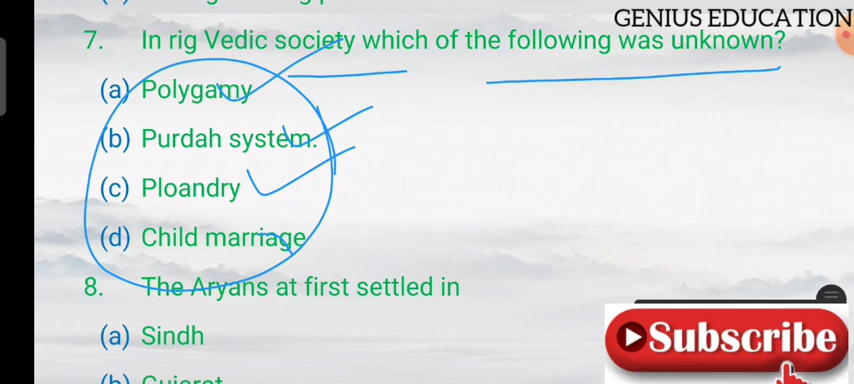 GENIUS EDUCATION
7. In rig Vedic society which of the following was unknown?
(a) Polygamy
(b) Purdah system.
(c) Ploandry
(d) Child marriage
8. The Aryans at first settled in
(a) Sindh
Subscribe